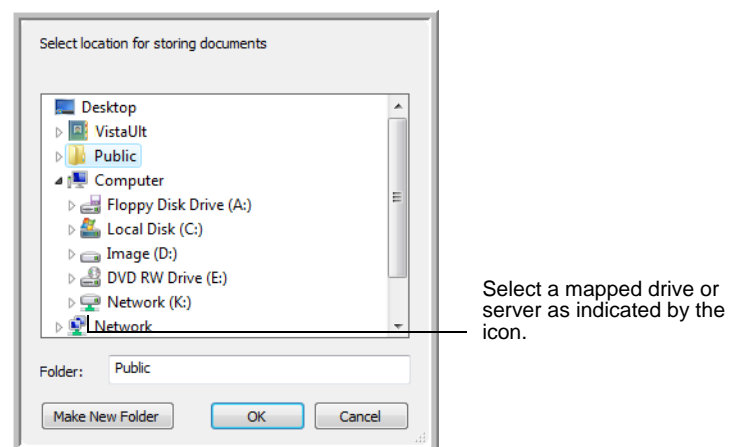 Select location for storing documents
Desktop
VistaUlt
Public
Computer
Floppy Disk Drive (A:)
Local Disk (C:)
Image (D:)
DVD RW Drive (E:)
Network (K:)
Network
Select a mapped drive or
server as indicated by the
icon.
Folder: Public
Make New Folder OK Cancel